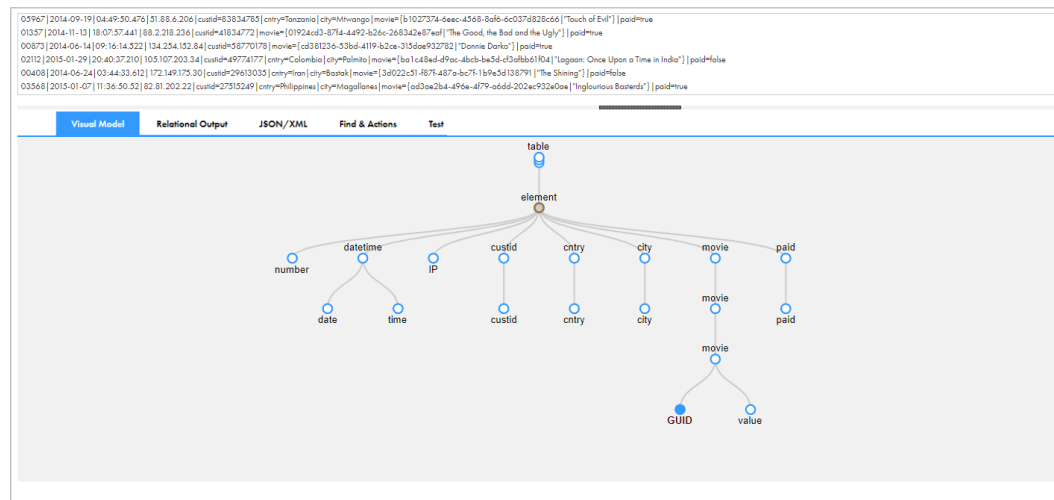 05967|2014-09-19|04:49:50.476|51.88.6.206|custid=83834785|cntry=Tanzania|city=Mtwango|movie={b1027374-6eec-4568-8af6-6c037d828c66|"Touch of Evil"}|paid=true
01357|2014-11-13|18:07:57.441|88.2.218.236|custid=41834772|movie={01924cd3-87f4-4492-b26c-268342e87eaf|"The Good, the Bad and the Ugly"}|paid=true
00873|2014-06-14|09:16:14.522|134.254.152.84|custid=58770178|movie={cd381236-53bd-4119-b2ca-315dae932782|"Donnie Darko"}|paid=true
02112|2015-01-29|20:40:37.210|105.107.203.34|custid=49774177|cntry=Colombia|city=Palmito|movie={ba1c48ed-d9ac-4bcb-be5d-cf3afbb61f04|"Lagaan: Once Upon a Time in India"}|paid=false
00408|2014-06-24|03:44:33.612|172.149.175.30|custid=29613035|cntry=Iran|city=Bastak|movie={3d022c51-f87f-487a-bc7f-1b9e5d138791|"The Shining"}|paid=false
03568|2015-01-07|11:36:50.52|82.81.202.22|custid=27515249|cntry=Philippines|city=Magallanes|movie={ad3ae2b4-496e-4f79-a6dd-202ec932e0ae|"Inglourious Basterds"}|paid=true
Visual Model Relational Output JSON/XML Find & Actions Test
table
element
datetime custid cntry city movie paid
number IP
movie
date time custid cntry city paid
movie
GUID value